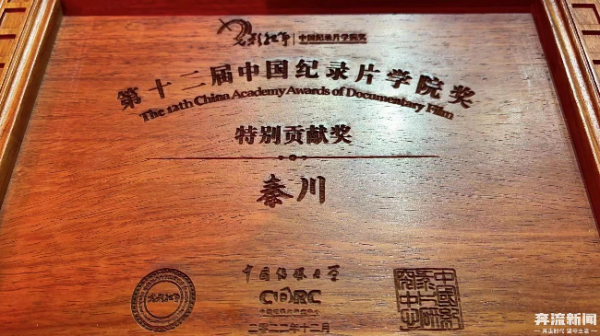 光影纪年 中国纪录片学院奖
第十二届中国纪录片学院奖
The 12th China Academy Awards of Documentary Film
特别贡献奖
秦川
中国传媒大学
CDRC
二〇二二年十二月
奔流新闻